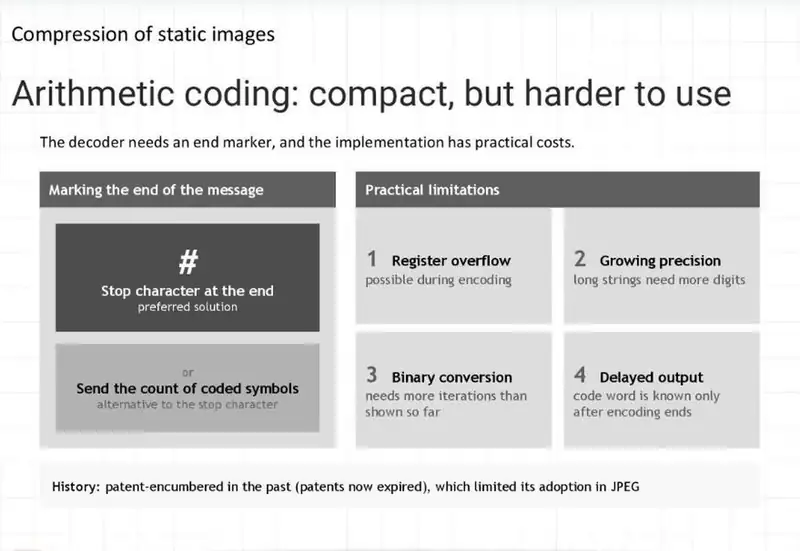 Compression of static images
Arithmetic coding: compact, but harder to use
The decoder needs an end marker, and the implementation has practical costs.
Marking the end of the message
#
Stop character at the end
preferred solution
or
Send the count of coded symbols
alternative to the stop character
Practical limitations
1 Register overflow
possible during encoding
2 Growing precision
long strings need more digits
3 Binary conversion
needs more iterations than
shown so far
4 Delayed output
code word is known only
after encoding ends
History: patent-encumbered in the past (patents now expired), which limited its adoption in JPEG